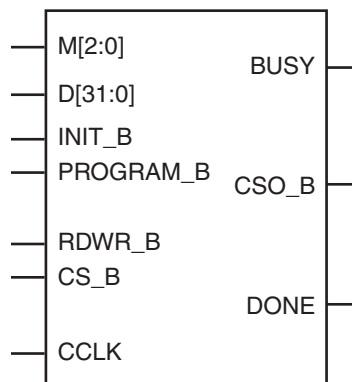 M[2:0]
D[31:0]
INIT_B
PROGRAM_B
RDWR_B
CS_B
CCLK
BUSY
CSO_B
DONE